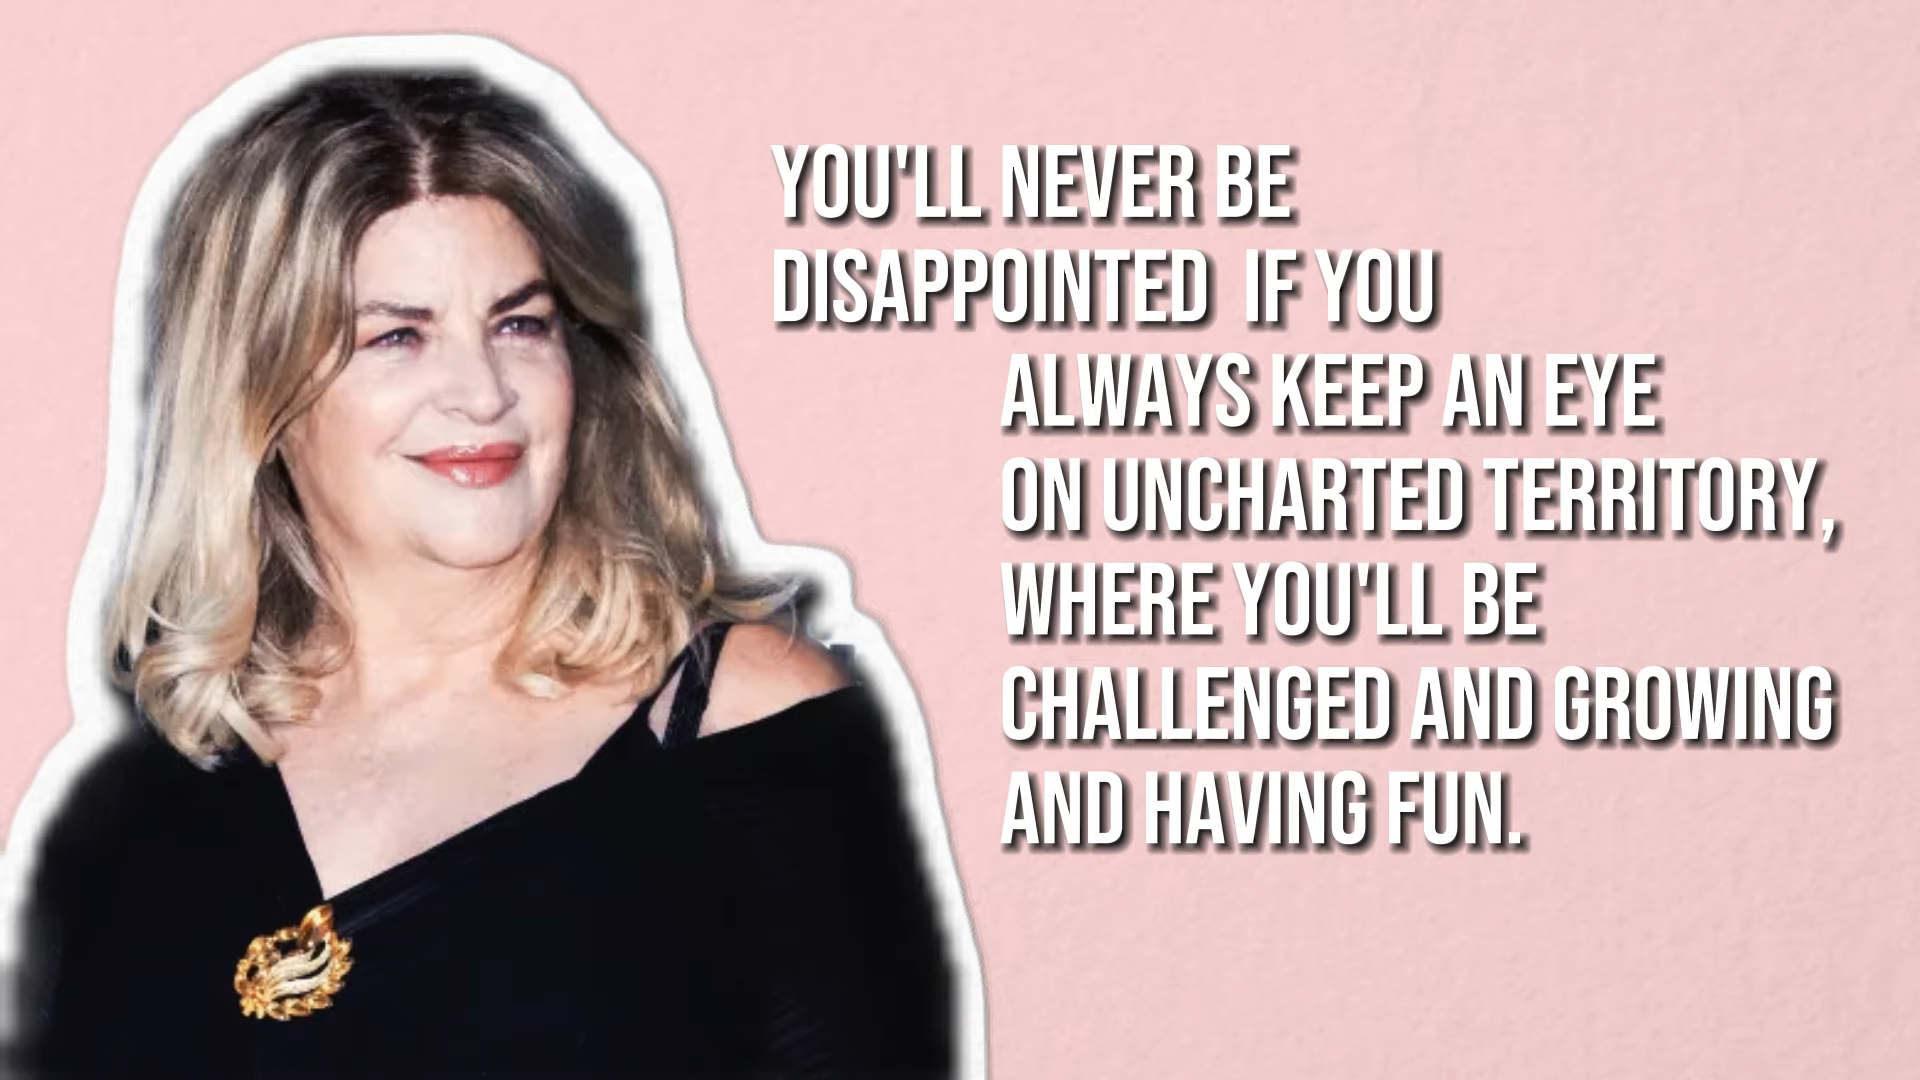 YOU'LL NEVER BE
DISAPPOINTED IF YOU
ALWAYS KEEP AN EYE
ON UNCHARTED TERRITORY,
WHERE YOU'LL BE
CHALLENGED AND GROWING
AND HAVING FUN.